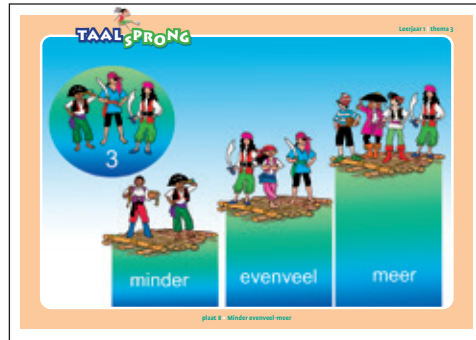 TAALSPRONG
Leerjaar 1 thema 3
3
minder
evenveel
meer
plaat 8 Minder evenveel-meer